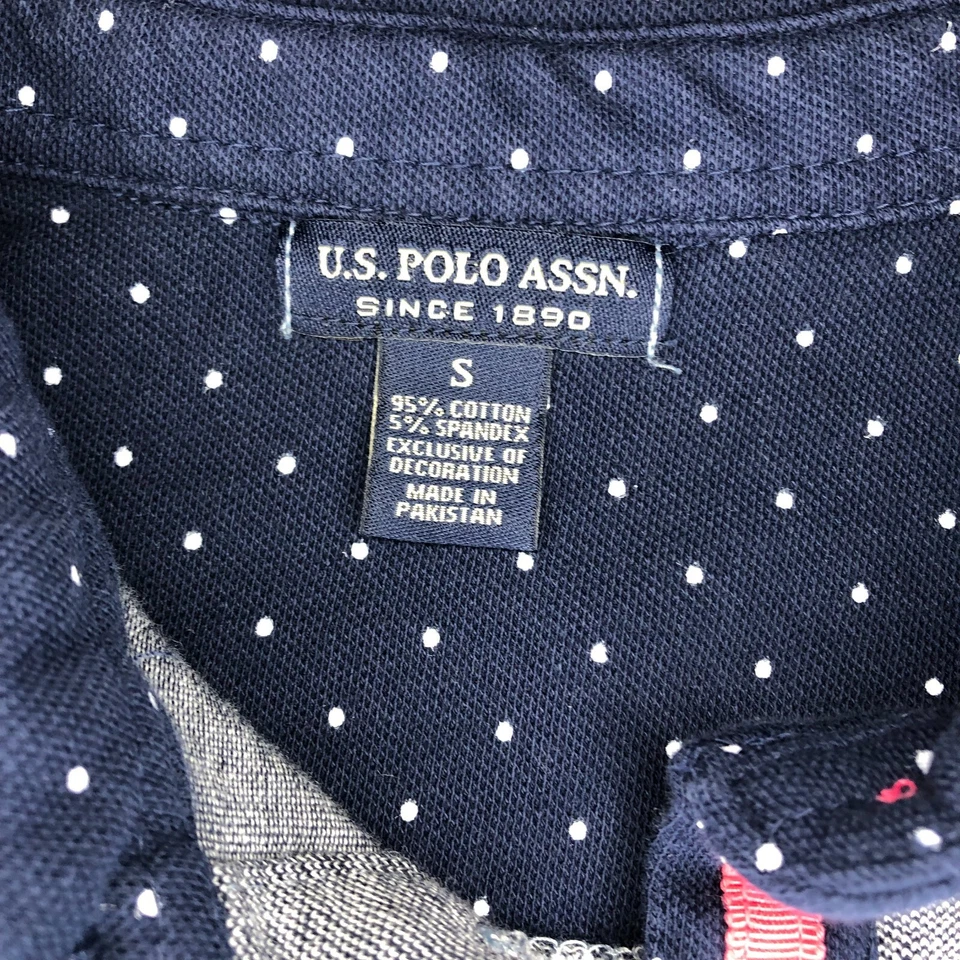 U.S. POLO ASSN.
SINCE 1890
S
95% COTTON
5% SPANDEX
EXCLUSIVE OF
DECORATION
MADE IN
PAKISTAN